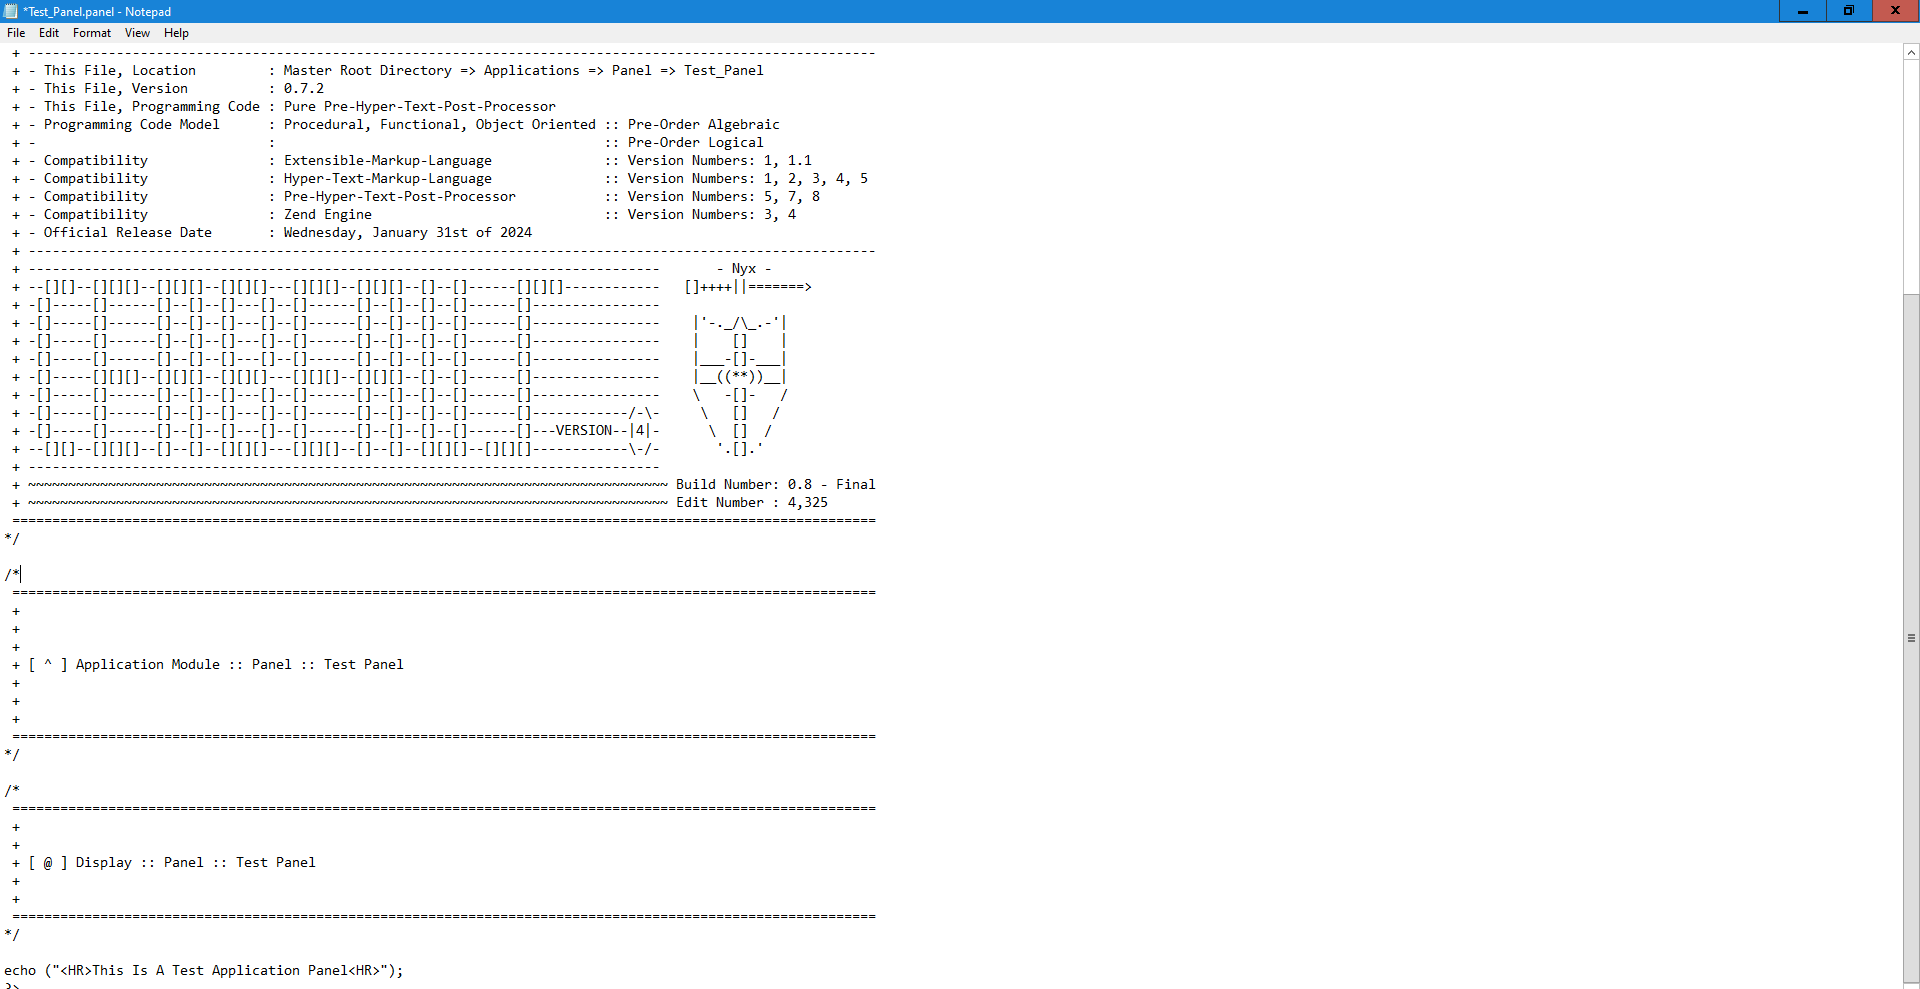 *Test_Panel.panel - Notepad
File Edit Format View Help
 + ----------------------------------------------------------------------------------------------------------
 + - This File, Location         : Master Root Directory => Applications => Panel => Test_Panel
 + - This File, Version          : 0.7.2
 + - This File, Programming Code : Pure Pre-Hyper-Text-Post-Processor
 + - Programming Code Model      : Procedural, Functional, Object Oriented :: Pre-Order Algebraic
 + -                             :                                         :: Pre-Order Logical
 + - Compatibility               : Extensible-Markup-Language              :: Version Numbers: 1, 1.1
 + - Compatibility               : Hyper-Text-Markup-Language              :: Version Numbers: 1, 2, 3, 4, 5
 + - Compatibility               : Pre-Hyper-Text-Post-Processor           :: Version Numbers: 5, 7, 8
 + - Compatibility               : Zend Engine                             :: Version Numbers: 3, 4
 + - Official Release Date       : Wednesday, January 31st of 2024
 + ----------------------------------------------------------------------------------------------------------
 + -------------------------------------------------------------------------------       - Nyx -
 + --[][]--[][][]--[][][]--[][][]---[][][]--[][][]--[]--[]------[][][]------------   []++++||=======>
 + -[]-----[]------[]--[]--[]---[]--[]------[]--[]--[]--[]------[]----------------
 + -[]-----[]------[]--[]--[]---[]--[]------[]--[]--[]--[]------[]----------------    |'-._/\_.-'|
 + -[]-----[]------[]--[]--[]---[]--[]------[]--[]--[]--[]------[]----------------    |    []    |
 + -[]-----[]------[]--[]--[]---[]--[]------[]--[]--[]--[]------[]----------------    |___-[]-___|
 + -[]-----[][][]--[][][]--[][][]---[][][]--[][][]--[]--[]------[]----------------    |__((**))__|
 + -[]-----[]------[]--[]--[]---[]--[]------[]--[]--[]--[]------[]----------------    \   -[]-   /
 + -[]-----[]------[]--[]--[]---[]--[]------[]--[]--[]--[]------[]------------/-\-     \   []   /
 + -[]-----[]------[]--[]--[]---[]--[]------[]--[]--[]--[]------[]---VERSION--|4|-      \  []  /
 + --[][]--[][][]--[]--[]--[][][]---[][][]--[]--[]--[][][]--[][][]------------\-/-       '.[].'
 + -------------------------------------------------------------------------------
 + ~~~~~~~~~~~~~~~~~~~~~~~~~~~~~~~~~~~~~~~~~~~~~~~~~~~~~~~~~~~~~~~~~~~~~~~~~~~~~~~~ Build Number: 0.8 - Final
 + ~~~~~~~~~~~~~~~~~~~~~~~~~~~~~~~~~~~~~~~~~~~~~~~~~~~~~~~~~~~~~~~~~~~~~~~~~~~~~~~~ Edit Number : 4,325
 ============================================================================================================
*/
/*
 ============================================================================================================
 +
 +
 +
 + [ ^ ] Application Module :: Panel :: Test Panel
 +
 +
 +
 ============================================================================================================
*/
/*
 ============================================================================================================
 +
 +
 + [ @ ] Display :: Panel :: Test Panel
 +
 +
 ============================================================================================================
*/
echo ("<HR>This Is A Test Application Panel<HR>");
?>